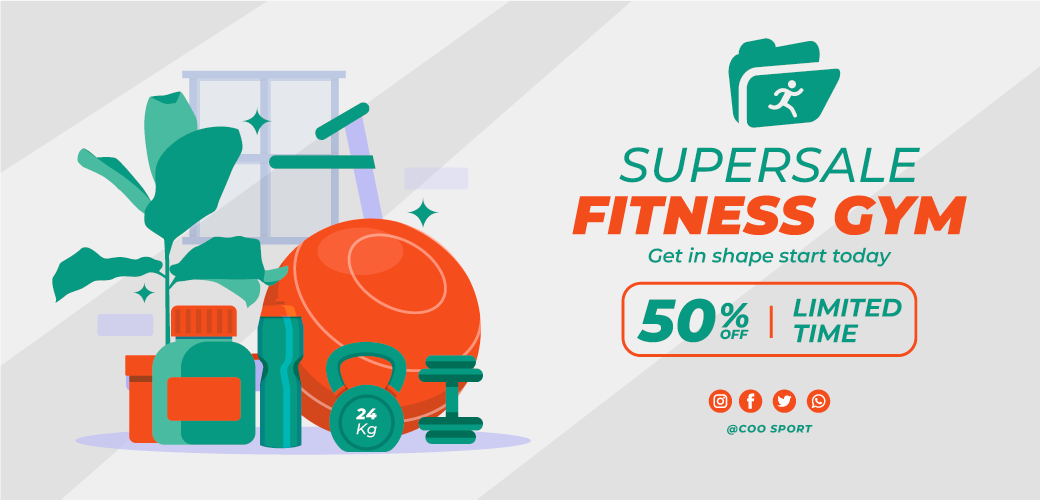 SUPERSALE
FITNESS GYM
Get in shape start today
50% OFF
LIMITED
TIME
@COO SPORT
24
Kg